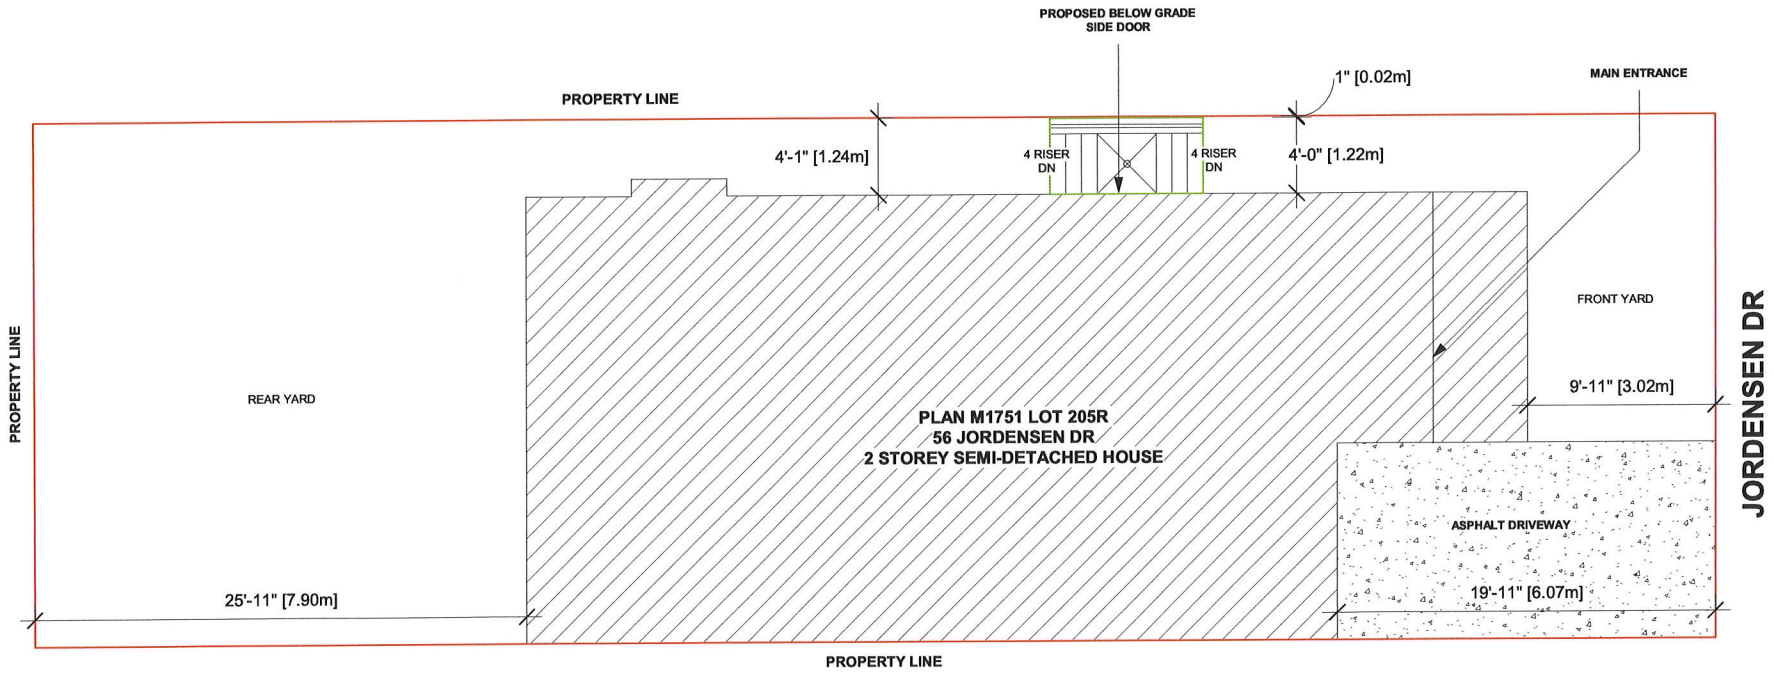 PROPOSED BELOW GRADE
SIDE DOOR
1" [0.02m]
MAIN ENTRANCE
PROPERTY LINE
4'-1" [1.24m]
4 RISER
DN
4 RISER
DN
4'-0" [1.22m]
FRONT YARD
JORDENSEN DR
PROPERTY LINE
REAR YARD
9'-11" [3.02m]
PLAN M1751 LOT 205R
56 JORDENSEN DR
2 STOREY SEMI-DETACHED HOUSE
ASPHALT DRIVEWAY
25'-11" [7.90m]
19'-11" [6.07m]
PROPERTY LINE